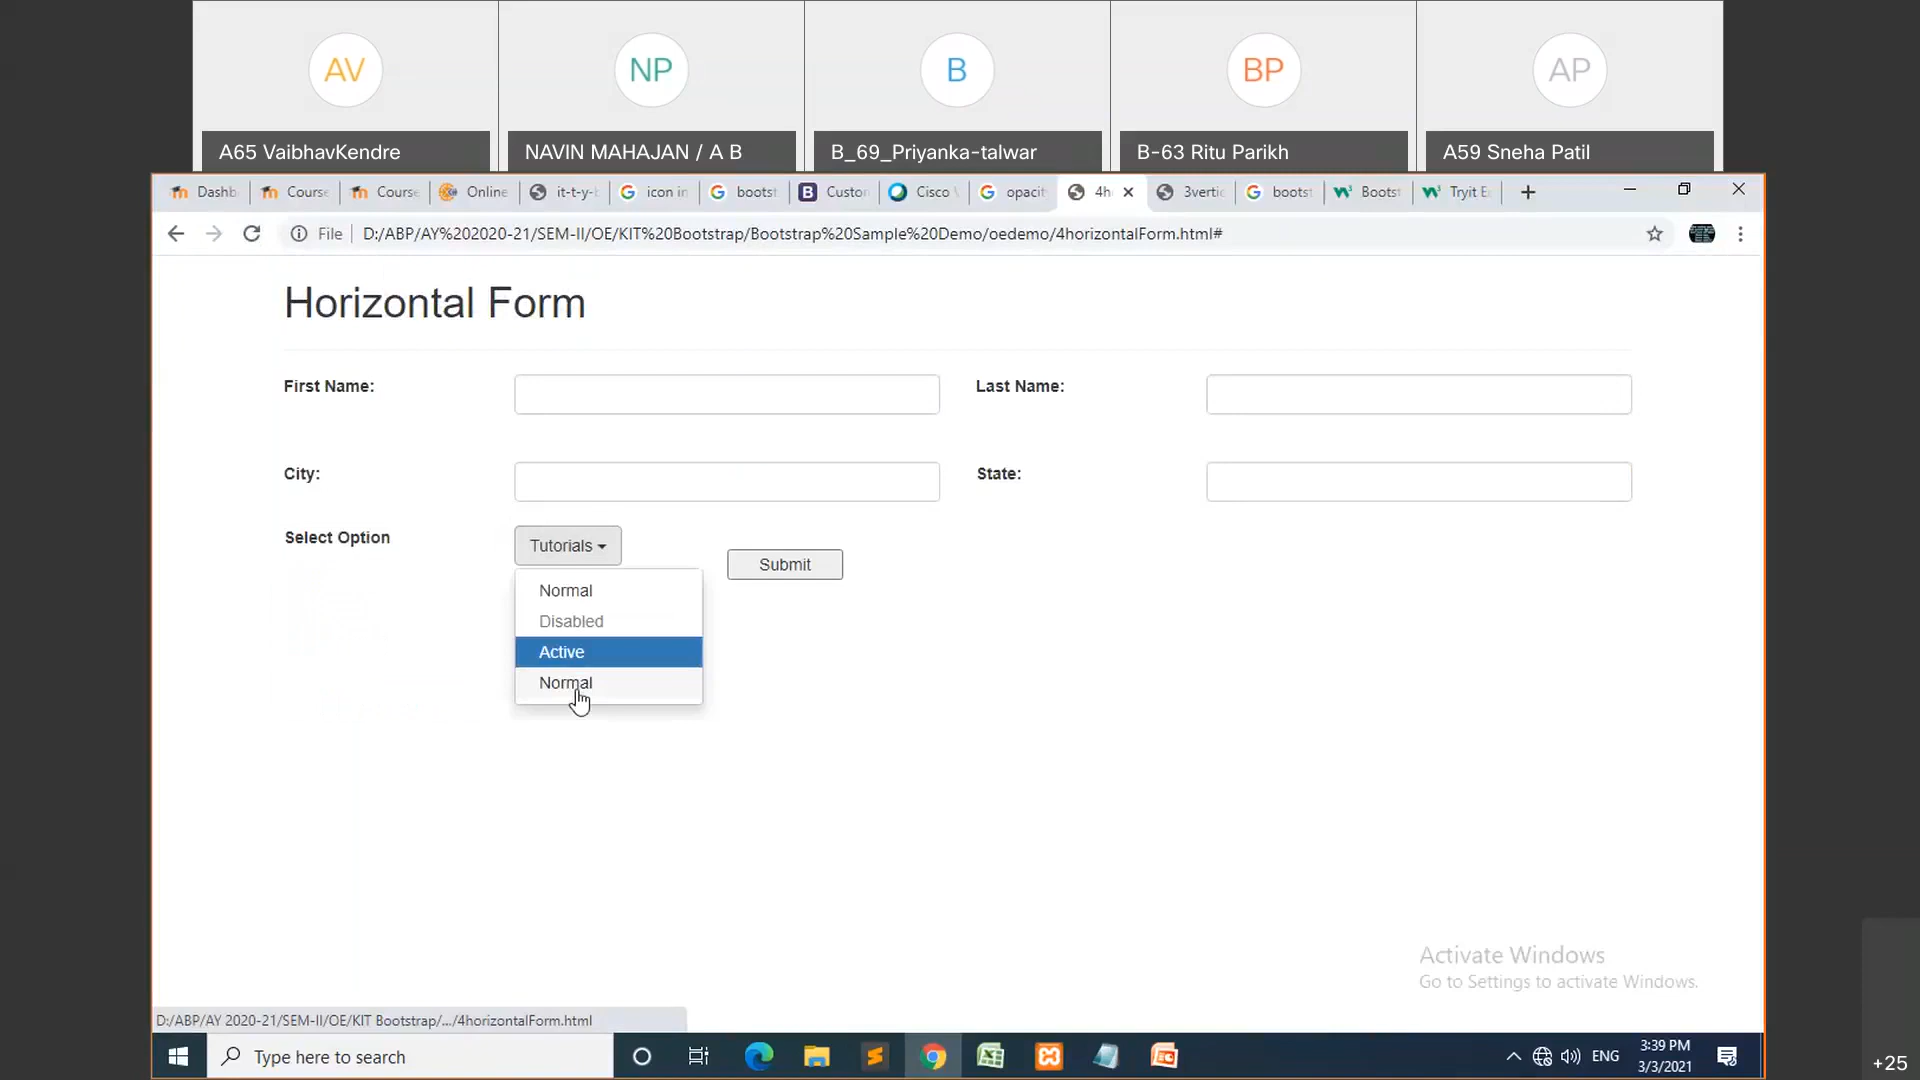 AV
NP
B
BP
AP
A65 VaibhavKendre
NAVIN MAHAJAN / A B
B_69_Priyanka-talwar
B-63 Ritu Parikh
A59 Sneha Patil
Dashb
Course
Course
Online
it-t-y-
icon in
boots
Custo
Cisco
opacit
4h
3verti
boots
Boots
Tryit E
File
D:/ABP/AY%202020-21/SEM-II/OE/KIT%20Bootstrap/Bootstrap%20Sample%20Demo/oedemo/4horizontalForm.html#
Horizontal Form
First Name:
Last Name:
City:
State:
Select Option
Tutorials
Submit
Normal
Disabled
Active
Normal
Activate Windows
Go to Settings to activate Windows.
D:/ABP/AY 2020-21/SEM-II/OE/KIT Bootstrap/.../4horizontalForm.html
Type here to search
ENG
3:39 PM
3/3/2021
+25